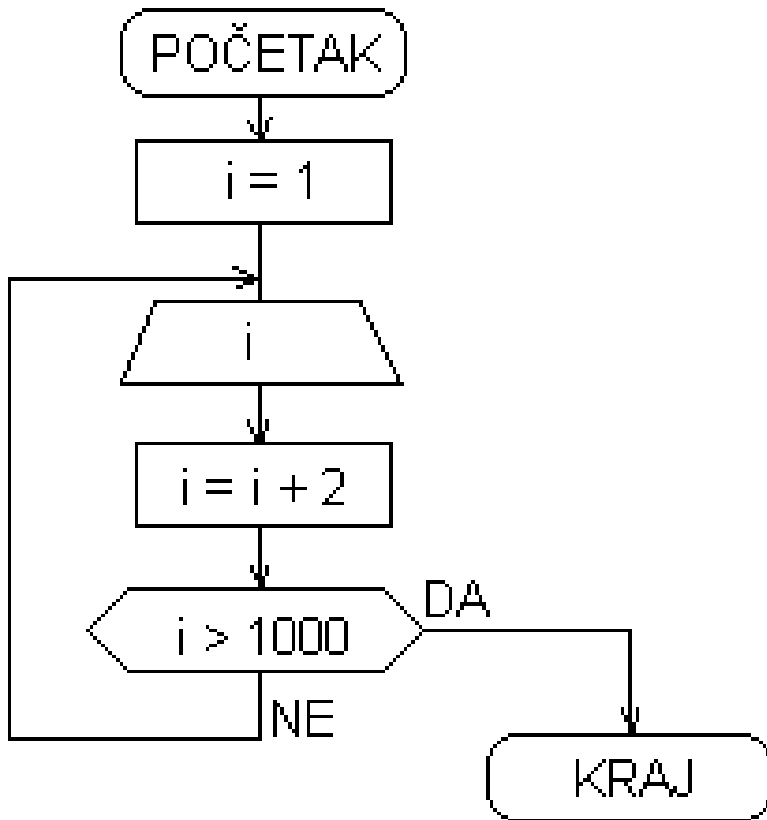 POČETAK
i = 1
i
i = i + 2
i > 1000
DA
NE
KRAJ